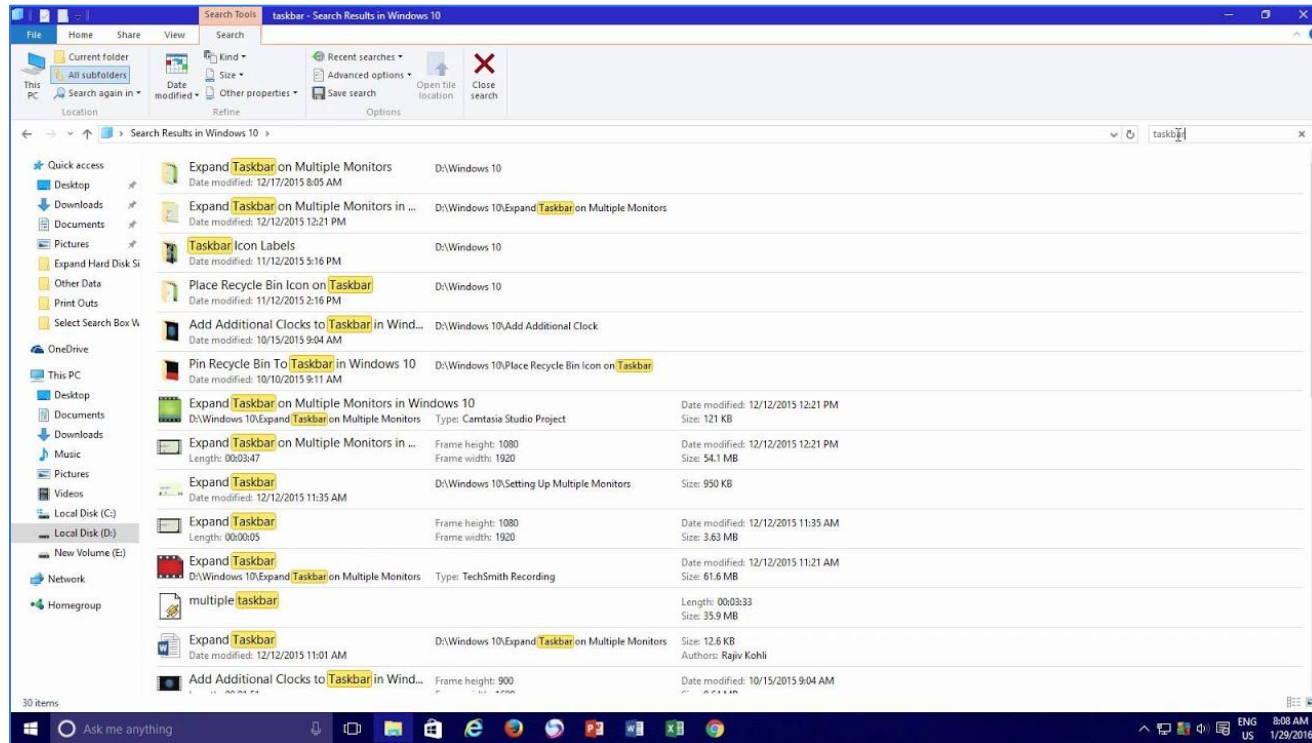 Search Tools taskbar - Search Results in Windows 10
File Home Share View Search
Current folder
All subfolders
Search again in
This PC
Location
Date modified
Kind
Size
Other properties
Refine
Recent searches
Advanced options
Save search
Options
Open file location
Close search
Search Results in Windows 10
taskbar
Quick access
Desktop
Downloads
Documents
Pictures
Expand Hard Disk Si
Other Data
Print Outs
Select Search Box W
OneDrive
This PC
Desktop
Documents
Downloads
Music
Pictures
Videos
Local Disk (C:)
Local Disk (D:)
New Volume (E:)
Network
Homegroup
Expand Taskbar on Multiple Monitors D:\Windows 10
Date modified: 12/17/2015 8:05 AM
Expand Taskbar on Multiple Monitors in ... D:\Windows 10\Expand Taskbar on Multiple Monitors
Date modified: 12/12/2015 12:21 PM
Taskbar Icon Labels D:\Windows 10
Date modified: 11/12/2015 5:16 PM
Place Recycle Bin Icon on Taskbar D:\Windows 10
Date modified: 11/12/2015 2:16 PM
Add Additional Clocks to Taskbar in Wind... D:\Windows 10\Add Additional Clock
Date modified: 10/15/2015 9:04 AM
Pin Recycle Bin To Taskbar in Windows 10 D:\Windows 10\Place Recycle Bin Icon on Taskbar
Date modified: 10/10/2015 9:11 AM
Expand Taskbar on Multiple Monitors in Windows 10 Date modified: 12/12/2015 12:21 PM
D:\Windows 10\Expand Taskbar on Multiple Monitors Type: Camtasia Studio Project Size: 121 KB
Expand Taskbar on Multiple Monitors in ... Frame height: 1080 Date modified: 12/12/2015 12:21 PM
Length: 00:03:47 Frame width: 1920 Size: 54.1 MB
Expand Taskbar D:\Windows 10\Setting Up Multiple Monitors Size: 950 KB
Date modified: 12/12/2015 11:35 AM
Expand Taskbar Frame height: 1080 Date modified: 12/12/2015 11:35 AM
Length: 00:00:05 Frame width: 1920 Size: 3.63 MB
Expand Taskbar Date modified: 12/12/2015 11:21 AM
D:\Windows 10\Expand Taskbar on Multiple Monitors Type: TechSmith Recording Size: 61.6 MB
multiple taskbar Length: 00:03:33
Size: 35.9 MB
Expand Taskbar D:\Windows 10\Expand Taskbar on Multiple Monitors Size: 12.6 KB
Date modified: 12/12/2015 11:01 AM Authors: Rajiv Kohli
Add Additional Clocks to Taskbar in Wind... Frame height: 900 Date modified: 10/15/2015 9:04 AM
30 items
Ask me anything
ENG US
8:08 AM
1/29/2016